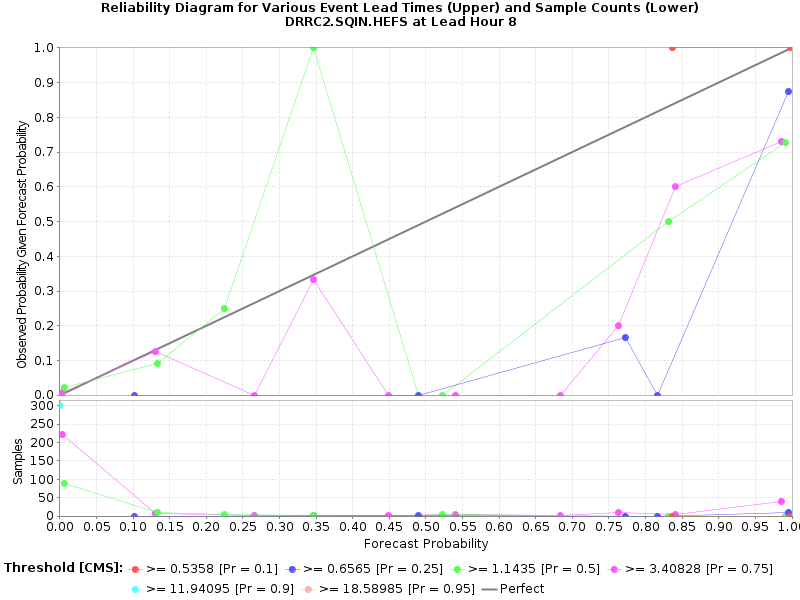 Reliability Diagram for Various Event Lead Times (Upper) and Sample Counts (Lower)
DRRC2.SQIN.HEFS at Lead Hour 8
Observed Probability Given Forecast Probability
1.0
0.9
0.8
0.7
0.6
0.5
0.4
0.3
0.2
0.1
0.0
Samples
300
250
200
150
100
50
0
0.00 0.05 0.10 0.15 0.20 0.25 0.30 0.35 0.40 0.45 0.50 0.55 0.60 0.65 0.70 0.75 0.80 0.85 0.90 0.95 1.00
Forecast Probability
Threshold [CMS]: >= 0.5358 [Pr = 0.1] >= 0.6565 [Pr = 0.25] >= 1.1435 [Pr = 0.5] >= 3.40828 [Pr = 0.75]
>= 11.94095 [Pr = 0.9] >= 18.58985 [Pr = 0.95] Perfect